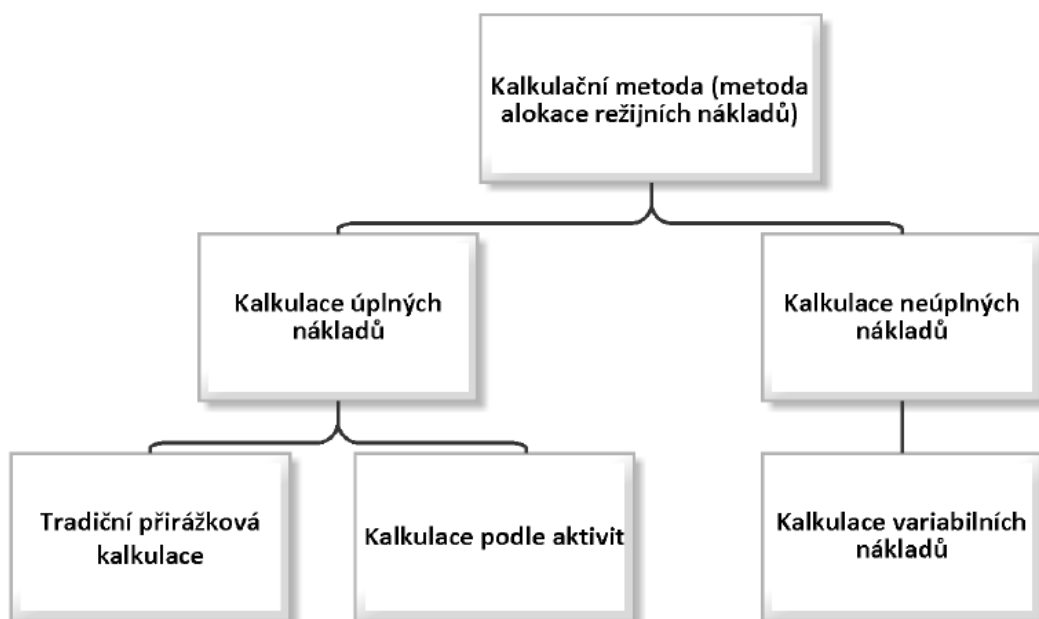 Kalkulační metoda (metoda
alokace režijních nákladů)
Kalkulace úplných
nákladů
Kalkulace neúplných
nákladů
Tradiční přirážková
kalkulace
Kalkulace podle aktivit
Kalkulace variabilních
nákladů